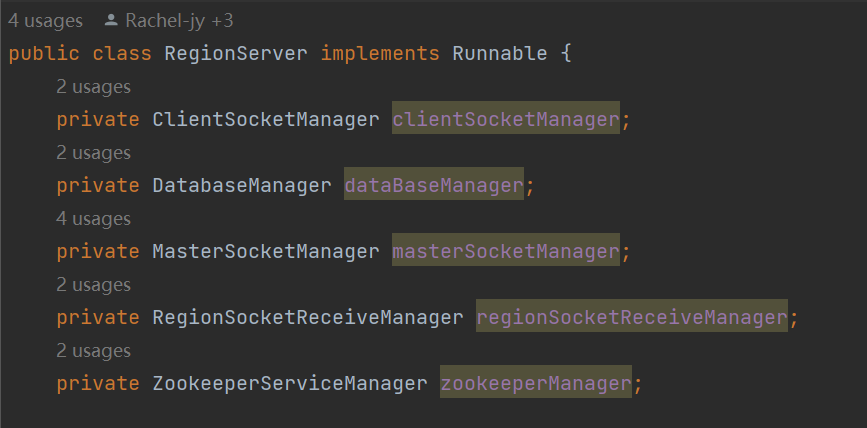 4 usages Rachel-jy +3
public class RegionServer implements Runnable {
2 usages
private ClientSocketManager clientSocketManager;
2 usages
private DatabaseManager dataBaseManager;
4 usages
private MasterSocketManager masterSocketManager;
2 usages
private RegionSocketReceiveManager regionSocketReceiveManager;
2 usages
private ZookeeperServiceManager zookeeperManager;